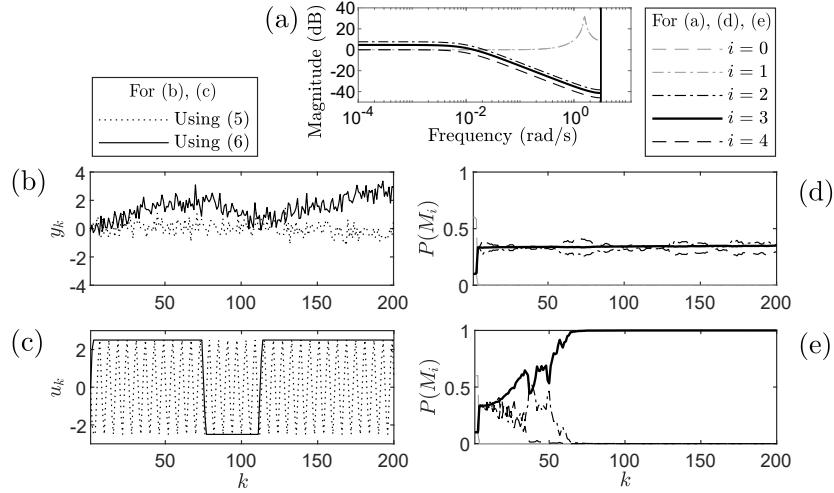 (a)
Magnitude (dB)
40
20
0
-20
-40
10^-4
10^-2
10^0
Frequency (rad/s)
For (a), (d), (e)
i = 0
i = 1
i = 2
i = 3
i = 4
For (b), (c)
Using (5)
Using (6)
(b)
y_k
4
2
0
-2
-4
50
100
150
200
(d)
P(M_i)
1
0.5
0
50
100
150
200
(c)
u_k
2
0
-2
50
100
150
200
k
(e)
P(M_i)
1
0.5
0
50
100
150
200
k